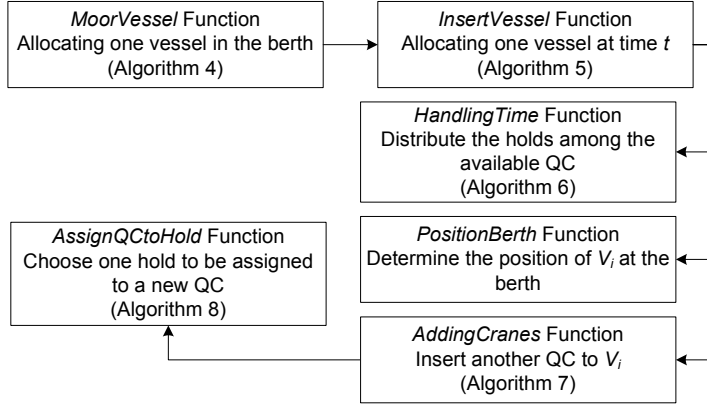 MoorVessel Function
Allocating one vessel in the berth
(Algorithm 4)
InsertVessel Function
Allocating one vessel at time t
(Algorithm 5)
HandlingTime Function
Distribute the holds among the
available QC
(Algorithm 6)
AssignQCtoHold Function
Choose one hold to be assigned
to a new QC
(Algorithm 8)
PositionBerth Function
Determine the position of Vi at the
berth
AddingCranes Function
Insert another QC to Vi
(Algorithm 7)